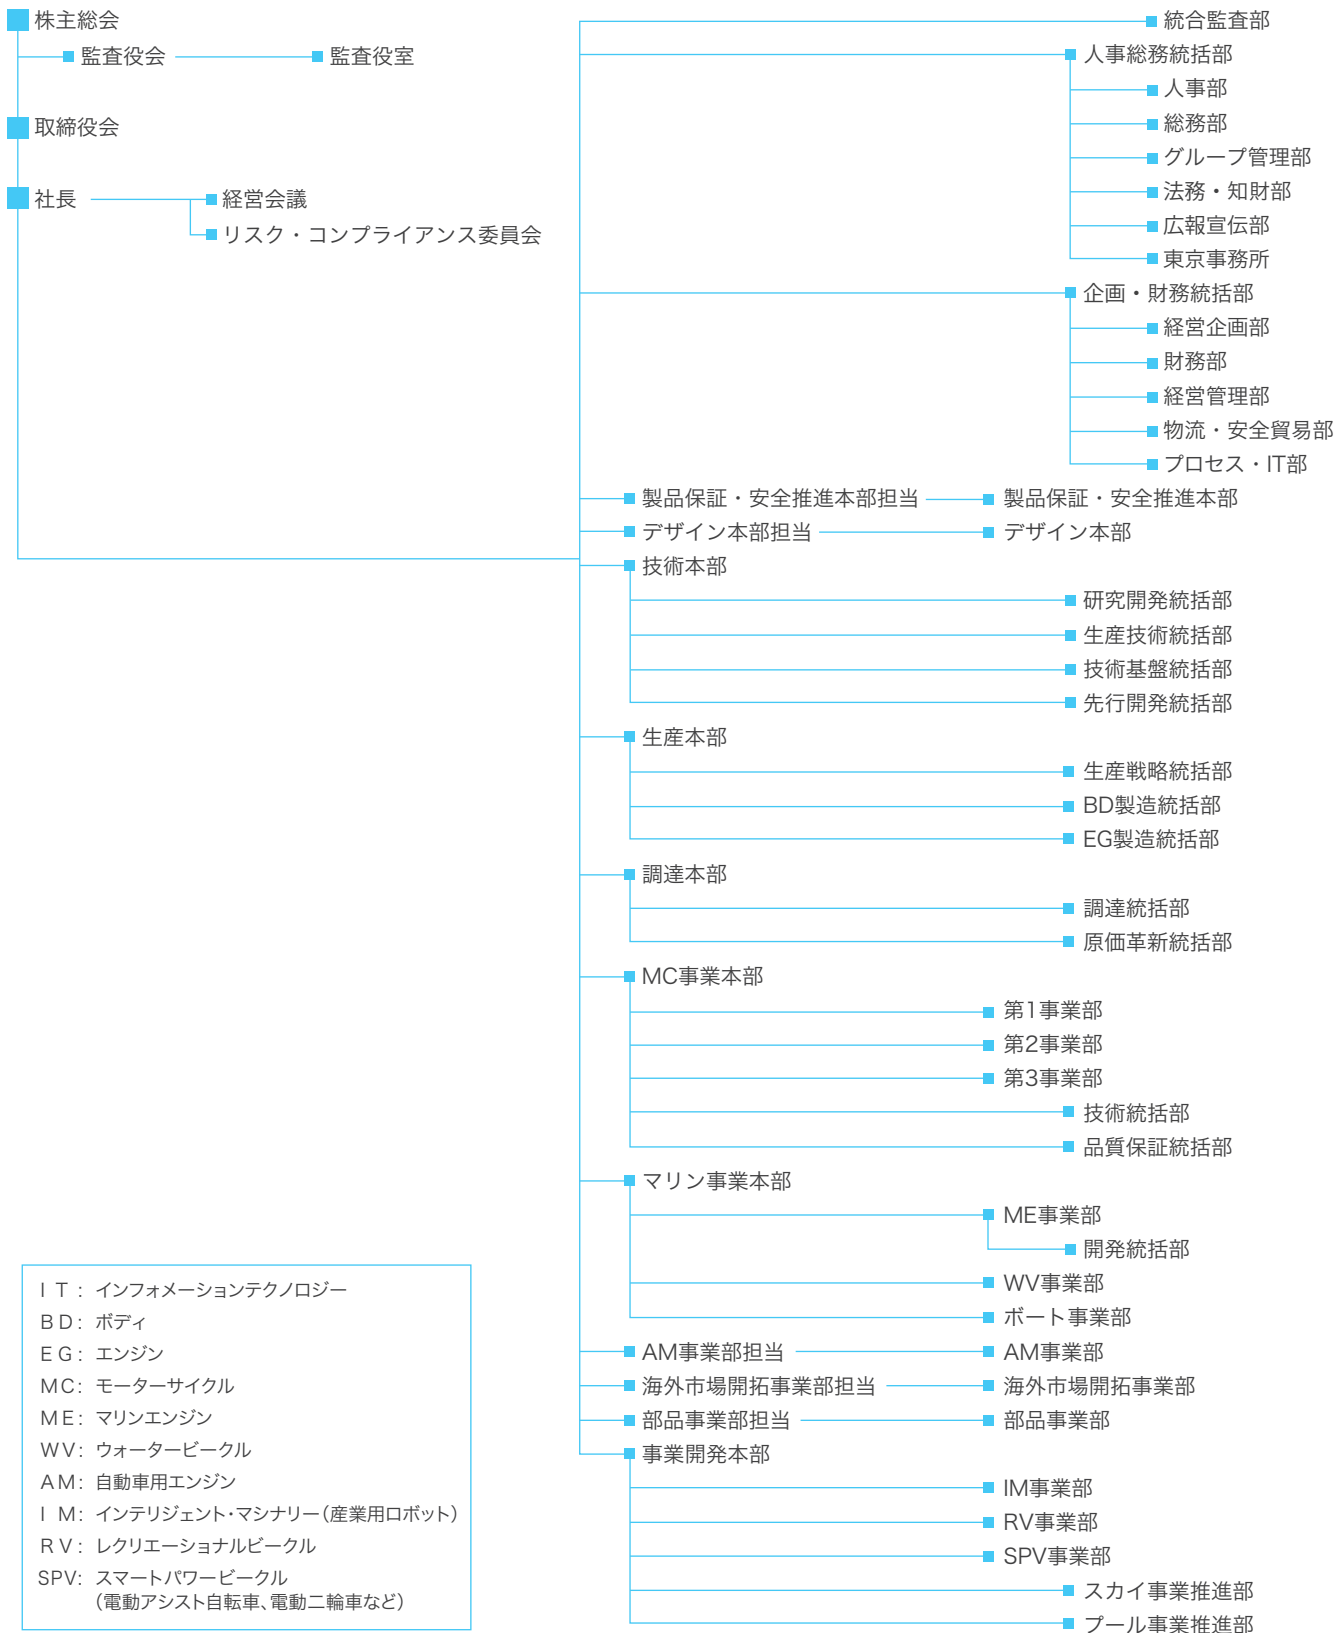 株主総会
監査役会
監査役室
取締役会
社長
経営会議
リスク・コンプライアンス委員会
統合監査部
人事総務統括部
人事部
総務部
グループ管理部
法務・知財部
広報宣伝部
東京事務所
企画・財務統括部
経営企画部
財務部
経営管理部
物流・安全貿易部
プロセス・IT部
製品保証・安全推進本部担当
製品保証・安全推進本部
デザイン本部担当
デザイン本部
技術本部
研究開発統括部
生産技術統括部
技術基盤統括部
先行開発統括部
生産本部
生産戦略統括部
BD製造統括部
EG製造統括部
調達本部
調達統括部
原価革新統括部
MC事業本部
第1事業部
第2事業部
第3事業部
技術統括部
品質保証統括部
マリン事業本部
ME事業部
開発統括部
WV事業部
ボート事業部
AM事業部担当
AM事業部
海外市場開拓事業部担当
海外市場開拓事業部
部品事業部担当
部品事業部
事業開発本部
IM事業部
RV事業部
SPV事業部
スカイ事業推進部
プール事業推進部
IT: インフォメーションテクノロジー
BD: ボディ
EG: エンジン
MC: モーターサイクル
ME: マリンエンジン
WV: ウォータービークル
AM: 自動車用エンジン
IM: インテリジェント・マシナリー（産業用ロボット）
RV: レクリエーショナルビークル
SPV: スマートパワービークル
（電動アシスト自転車、電動二輪車など）